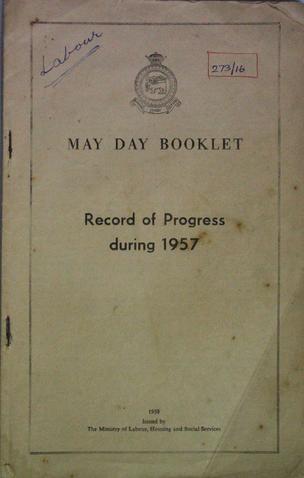 Labour
273/16
MAY DAY BOOKLET
Record of Progress
during 1957
1958
Issued by
The Ministry of Labour, Housing and Social Services